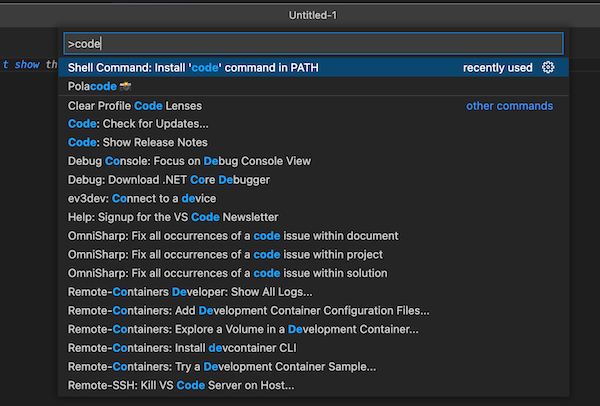 Untitled-1
t show th
>code
Shell Command: Install 'code' command in PATH recently used
Polacode 📸
Clear Profile Code Lenses other commands
Code: Check for Updates...
Code: Show Release Notes
Debug Console: Focus on Debug Console View
Debug: Download .NET Core Debugger
ev3dev: Connect to a device
Help: Signup for the VS Code Newsletter
OmniSharp: Fix all occurrences of a code issue within document
OmniSharp: Fix all occurrences of a code issue within project
OmniSharp: Fix all occurrences of a code issue within solution
Remote-Containers Developer: Show All Logs...
Remote-Containers: Add Development Container Configuration Files...
Remote-Containers: Explore a Volume in a Development Container...
Remote-Containers: Install devcontainer CLI
Remote-Containers: Try a Development Container Sample...
Remote-SSH: Kill VS Code Server on Host...